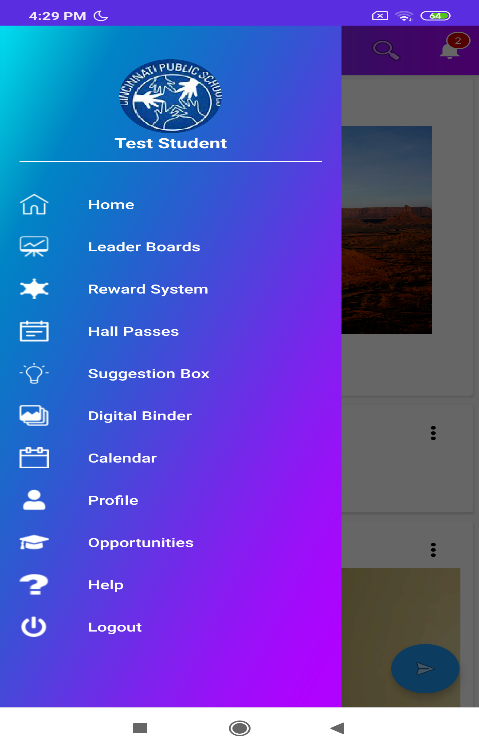 4:29 PM
64
2
CINCINNATI PUBLIC SCHOOLS
Test Student
Home
Leader Boards
Reward System
Hall Passes
Suggestion Box
Digital Binder
Calendar
Profile
Opportunities
Help
Logout